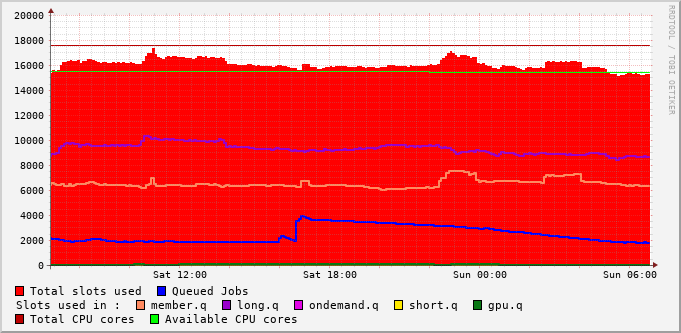 20000
18000
16000
14000
12000
10000
8000
6000
4000
2000
0
Sat 12:00 Sat 18:00 Sun 00:00 Sun 06:00
Total slots used Queued Jobs
Slots used in : member.q long.q ondemand.q short.q gpu.q
Total CPU cores Available CPU cores
RRDTOOL / TOBI OETIKER